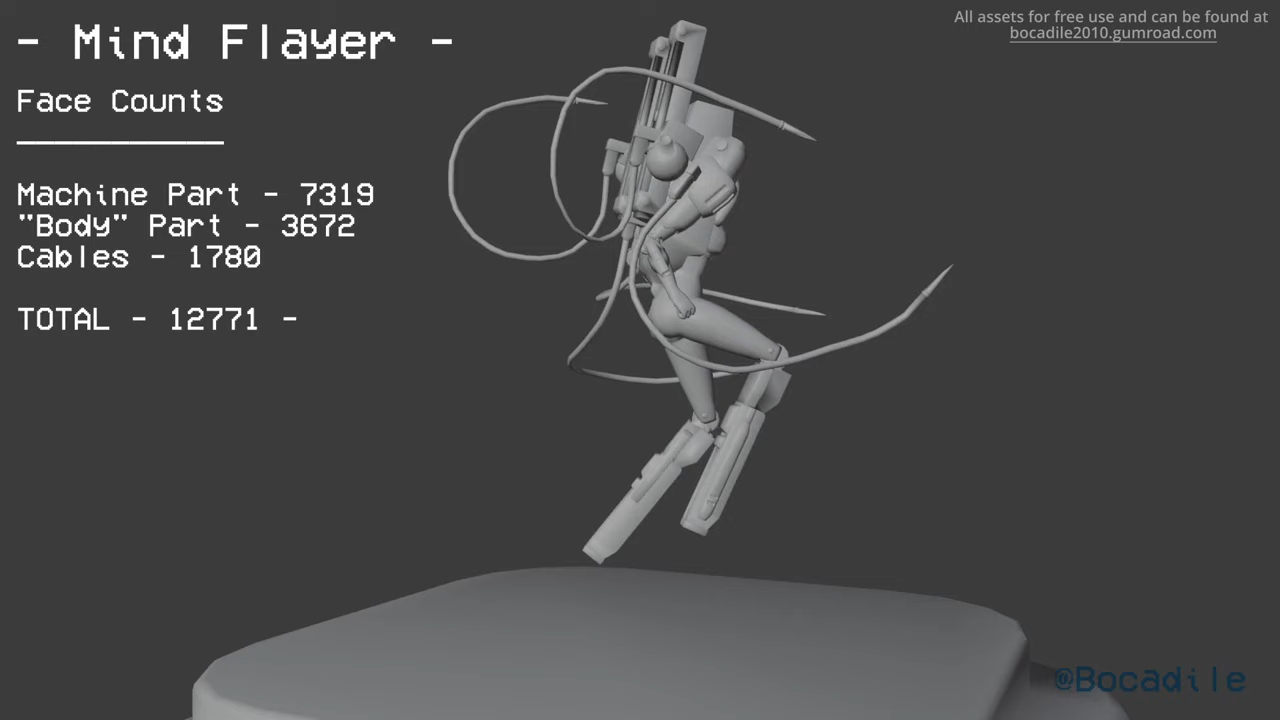 - Mind Flayer -
All assets for free use and can be found at
bocadile2010.gumroad.com
Face Counts
Machine Part - 7319
"Body" Part - 3672
Cables - 1780
TOTAL - 12771 -
@Bocadile